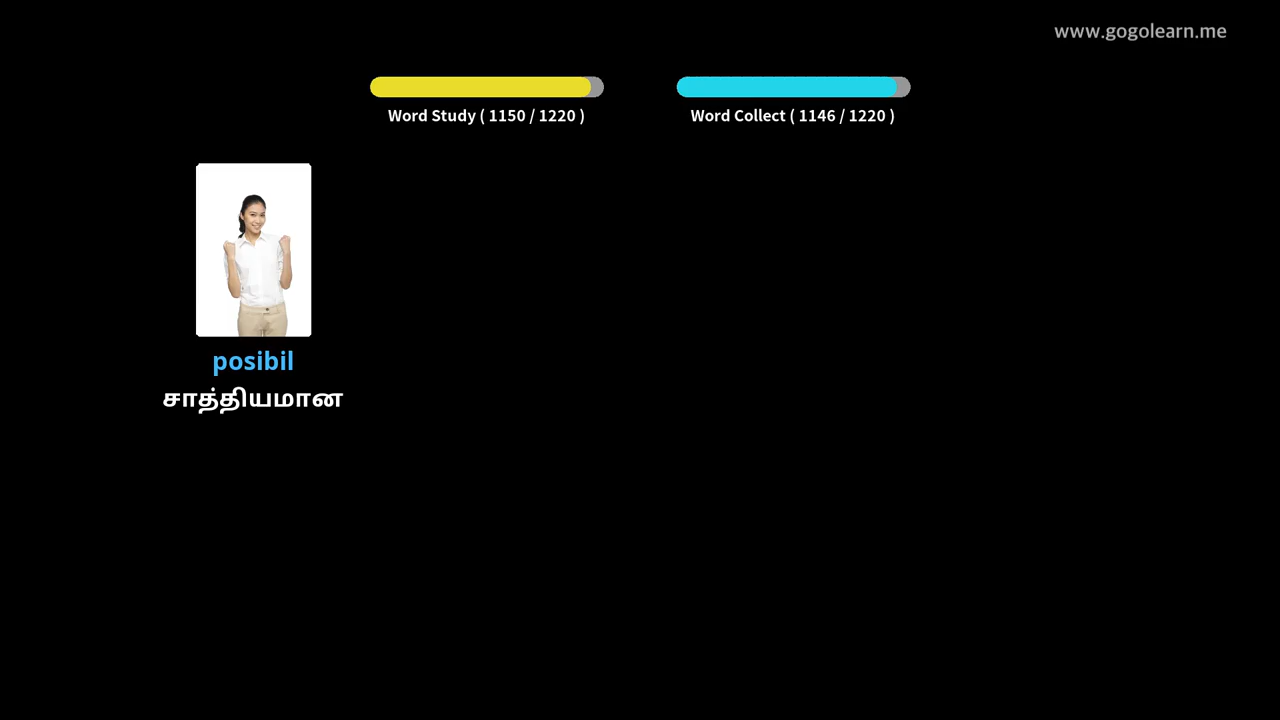 www.gogolearn.me
Word Study ( 1150 / 1220 )
Word Collect ( 1146 / 1220 )
posibil
சாத்தியமான